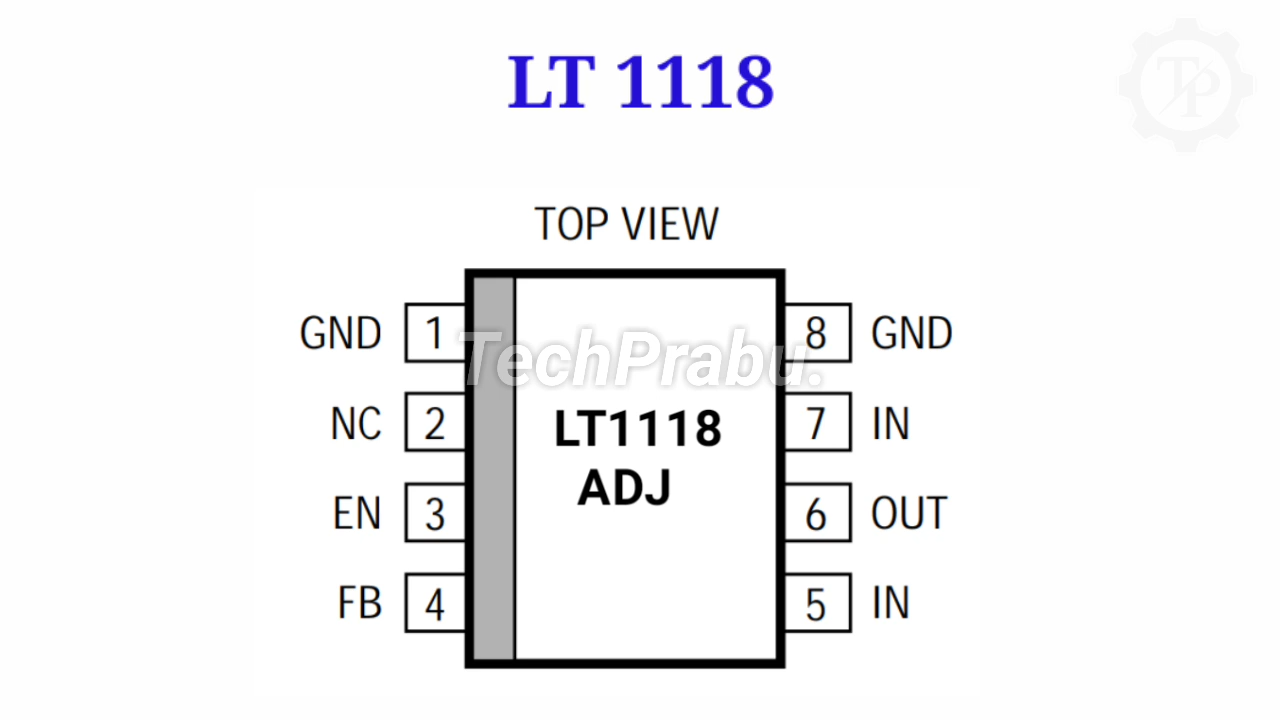 LT 1118
TP
TOP VIEW
GND 1 8 GND
TechPrabu.
NC 2 7 IN
LT1118
ADJ
EN 3 6 OUT
FB 4 5 IN